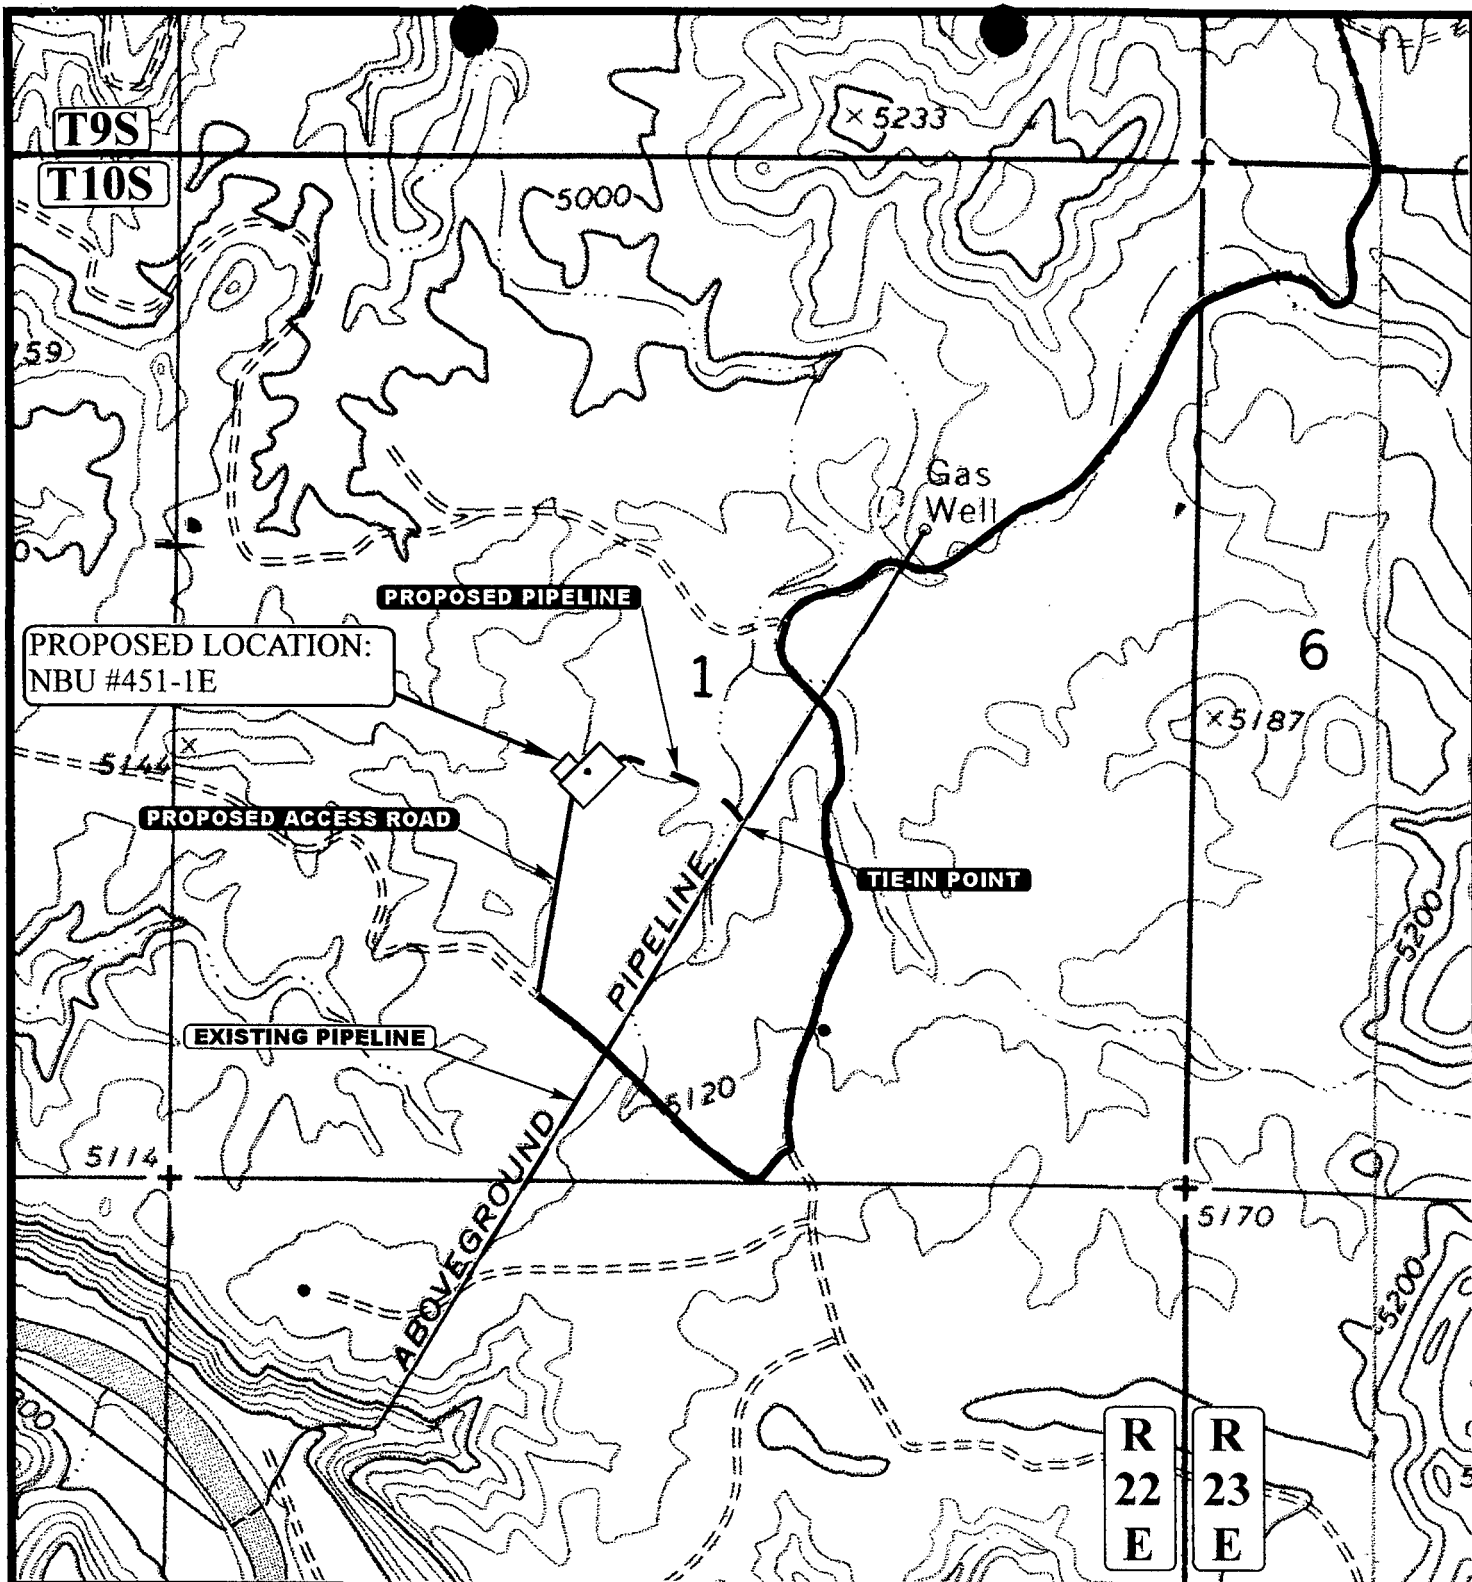 T9S
× 5233
T10S
5000
159
Gas
Well
PROPOSED PIPELINE
PROPOSED LOCATION:
NBU #451-1E
1
6
×5187
5144
×
PROPOSED ACCESS ROAD
TIE-IN POINT
5200
ABOVEGROUND PIPELINE
EXISTING PIPELINE
5120
5114
5170
5200
R
22
E
R
23
E